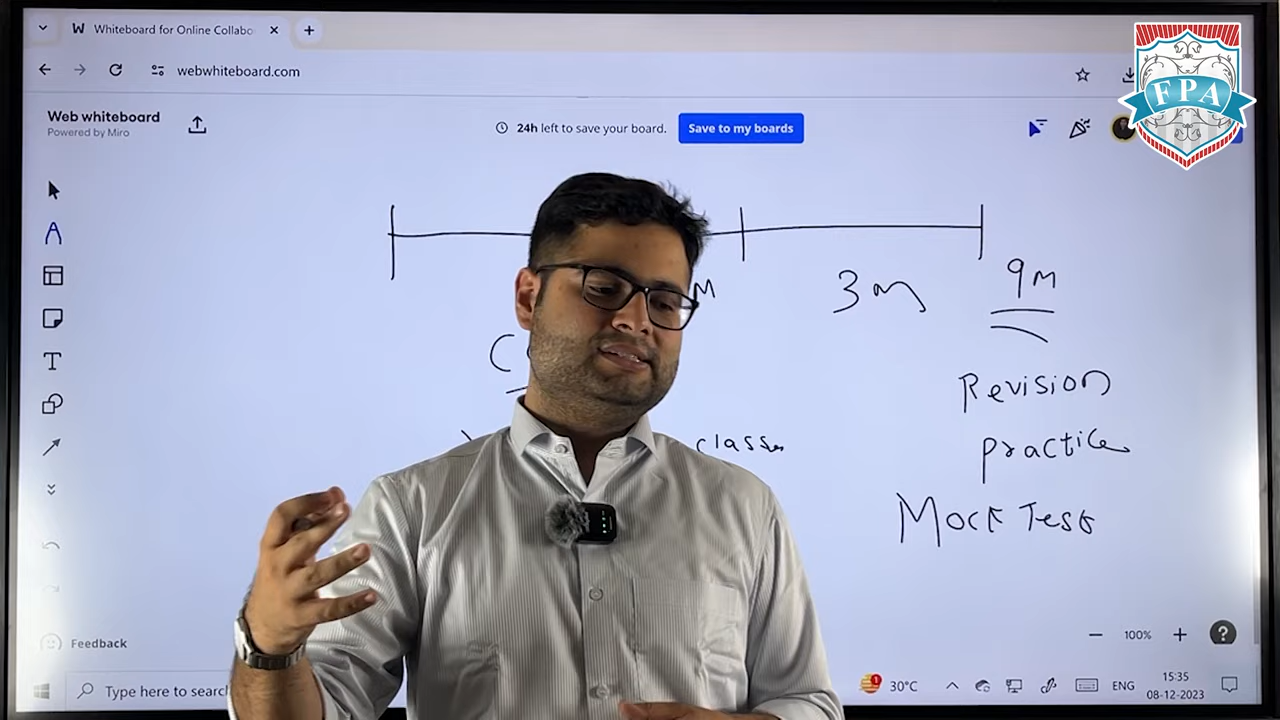 Whiteboard for Online Collabo
webwhiteboard.com
FPA
Web whiteboard
Powered by Miro
24h left to save your board.
Save to my boards
M
3m
9M
Revision
classes
practice
Mock Test
100%
Feedback
Type here to search
30°C
ENG
15:35
08-12-2023